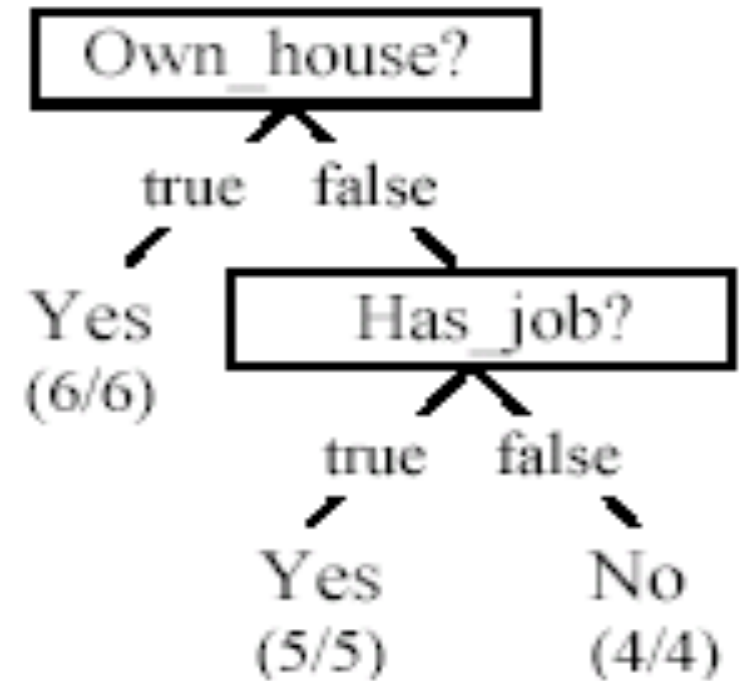 Own_house?
true false
Yes
(6/6)
Has_job?
true false
Yes No
(5/5) (4/4)